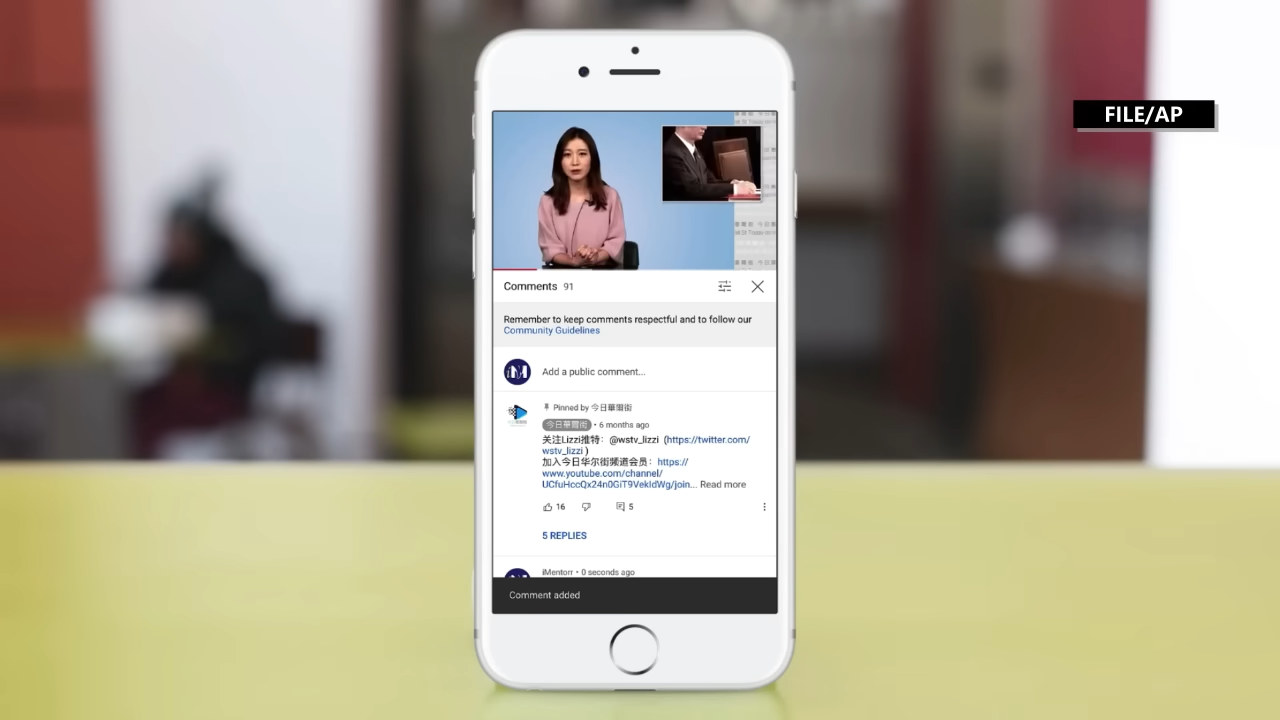 FILE/AP
Comments 91
Remember to keep comments respectful and to follow our
Community Guidelines
iM
Add a public comment...
Pinned by 今日華爾街
今日華爾街 • 6 months ago
关注Lizzi推特：@wstv_lizzi（https://twitter.com/
wstv_lizzi )
加入今日华尔街频道会员：https://
www.youtube.com/channel/
UCfuHccQx24n0GiT9VekIdWg/join... Read more
16 5
5 REPLIES
iMentorr • 0 seconds ago
Comment added